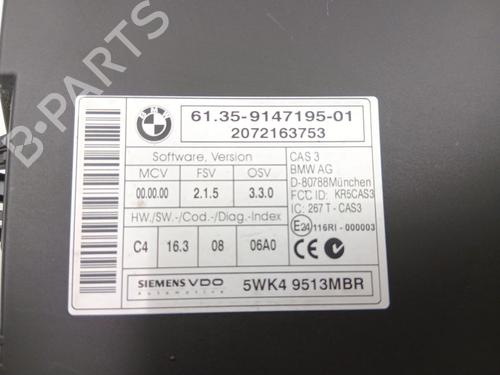 BMW
61.35-9147195-01
2072163753
Software, Version
MCV FSV OSV
00.00.00 2.1.5 3.3.0
HW./SW.-/Cod.-/Diag.-Index
C4 16.3 08 06A0
CAS 3
BMW AG
D-80788München
FCC ID: KR5CAS3
IC: 267 T - CAS3
E24 116RI - 000003
SIEMENS VDO
Automotive
5WK4 9513MBR
B-PARTS